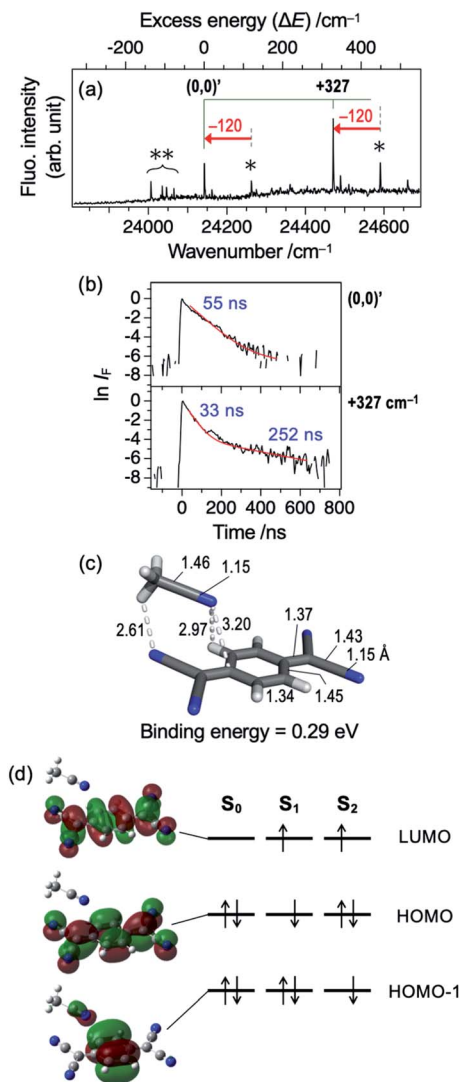 Excess energy (ΔE) /cm⁻¹
-200 0 200 400
(a)
(0,0)' +327
−120 −120
** * *
Fluo. intensity
(arb. unit)
24000 24200 24400 24600
Wavenumber /cm⁻¹
(b)
55 ns
(0,0)'
0
-2
-4
-6
-8
ln I_F
33 ns
252 ns
+327 cm⁻¹
0
-2
-4
-6
-8
0 200 400 600 800
Time /ns
(c)
1.46
1.15
2.61
2.97
3.20
1.37
1.43
1.15 Å
1.34
1.45
Binding energy = 0.29 eV
(d)
S₀ S₁ S₂
LUMO
HOMO
HOMO-1